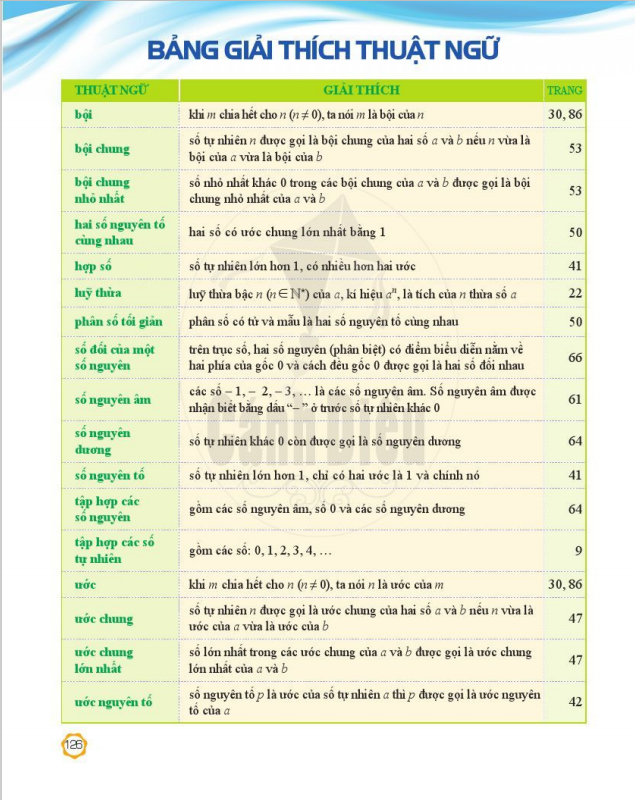 BẢNG GIẢI THÍCH THUẬT NGỮ
THUẬT NGỮ GIẢI THÍCH TRANG
bội khi m chia hết cho n (n ≠ 0), ta nói m là bội của n 30, 86
bội chung số tự nhiên n được gọi là bội chung của hai số a và b nếu n vừa là
bội của a vừa là bội của b 53
bội chung
nhỏ nhất số nhỏ nhất khác 0 trong các bội chung của a và b được gọi là bội
chung nhỏ nhất của a và b 53
hai số nguyên tố
cùng nhau hai số có ước chung lớn nhất bằng 1 50
hợp số số tự nhiên lớn hơn 1, có nhiều hơn hai ước 41
luỹ thừa luỹ thừa bậc n (n ∈ ℕ*) của a, kí hiệu aⁿ, là tích của n thừa số a 22
phân số tối giản phân số có tử và mẫu là hai số nguyên tố cùng nhau 50
số đối của một
số nguyên trên trục số, hai số nguyên (phân biệt) có điểm biểu diễn nằm về
hai phía của gốc 0 và cách đều gốc 0 được gọi là hai số đối nhau 66
số nguyên âm các số – 1, – 2, – 3, … là các số nguyên âm. Số nguyên âm được
nhận biết bằng dấu “–” ở trước số tự nhiên khác 0 61
số nguyên
dương số tự nhiên khác 0 còn được gọi là số nguyên dương 64
số nguyên tố số tự nhiên lớn hơn 1, chỉ có hai ước là 1 và chính nó 41
tập hợp các
số nguyên gồm các số nguyên âm, số 0 và các số nguyên dương 64
tập hợp các số
tự nhiên gồm các số: 0, 1, 2, 3, 4, … 9
ước khi m chia hết cho n (n ≠ 0), ta nói n là ước của m 30, 86
ước chung số tự nhiên n được gọi là ước chung của hai số a và b nếu n vừa là
ước của a vừa là ước của b 47
ước chung
lớn nhất số lớn nhất trong các ước chung của a và b được gọi là ước chung
lớn nhất của a và b 47
ước nguyên tố số nguyên tố p là ước của số tự nhiên a thì p được gọi là ước nguyên
tố của a 42
Cánh Diều
126